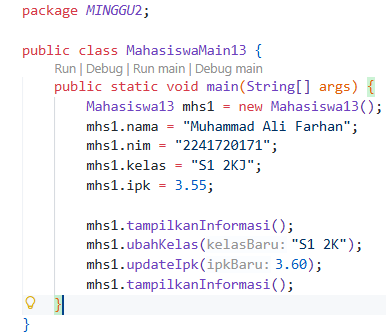 package MINGGU2;
public class MahasiswaMain13 {
Run | Debug | Run main | Debug main
public static void main(String[] args) {
Mahasiswa13 mhs1 = new Mahasiswa13();
mhs1.nama = "Muhammad Ali Farhan";
mhs1.nim = "2241720171";
mhs1.kelas = "S1 2KJ";
mhs1.ipk = 3.55;
mhs1.tampilkanInformasi();
mhs1.ubahKelas(kelasBaru:"S1 2K");
mhs1.updateIpk(ipkBaru:3.60);
mhs1.tampilkanInformasi();
}
}